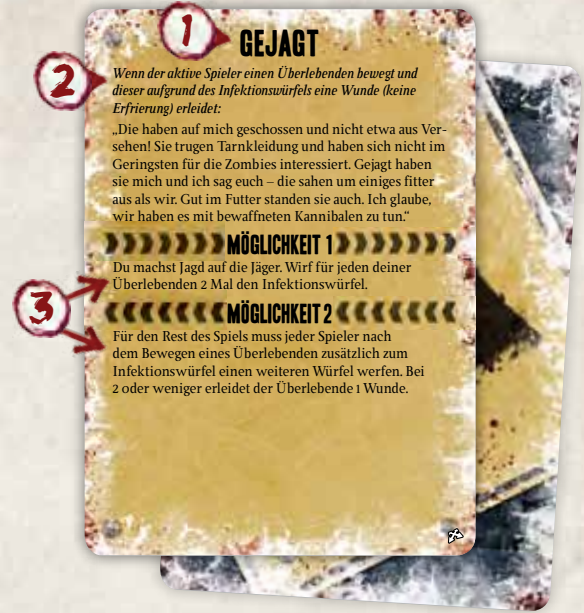 1
GEJAGT
2
Wenn der aktive Spieler einen Überlebenden bewegt und
dieser aufgrund des Infektionswürfels eine Wunde (keine
Erfrierung) erleidet:
„Die haben auf mich geschossen und nicht etwa aus Ver-
sehen! Sie trugen Tarnkleidung und haben sich nicht im
Geringsten für die Zombies interessiert. Gejagt haben
sie mich und ich sag euch – die sahen um einiges fitter
aus als wir. Gut im Futter standen sie auch. Ich glaube,
wir haben es mit bewaffneten Kannibalen zu tun.“
MÖGLICHKEIT 1
Du machst Jagd auf die Jäger. Wirf für jeden deiner
Überlebenden 2 Mal den Infektionswürfel.
3
MÖGLICHKEIT 2
Für den Rest des Spiels muss jeder Spieler nach
dem Bewegen eines Überlebenden zusätzlich zum
Infektionswürfel einen weiteren Würfel werfen. Bei
2 oder weniger erleidet der Überlebende 1 Wunde.